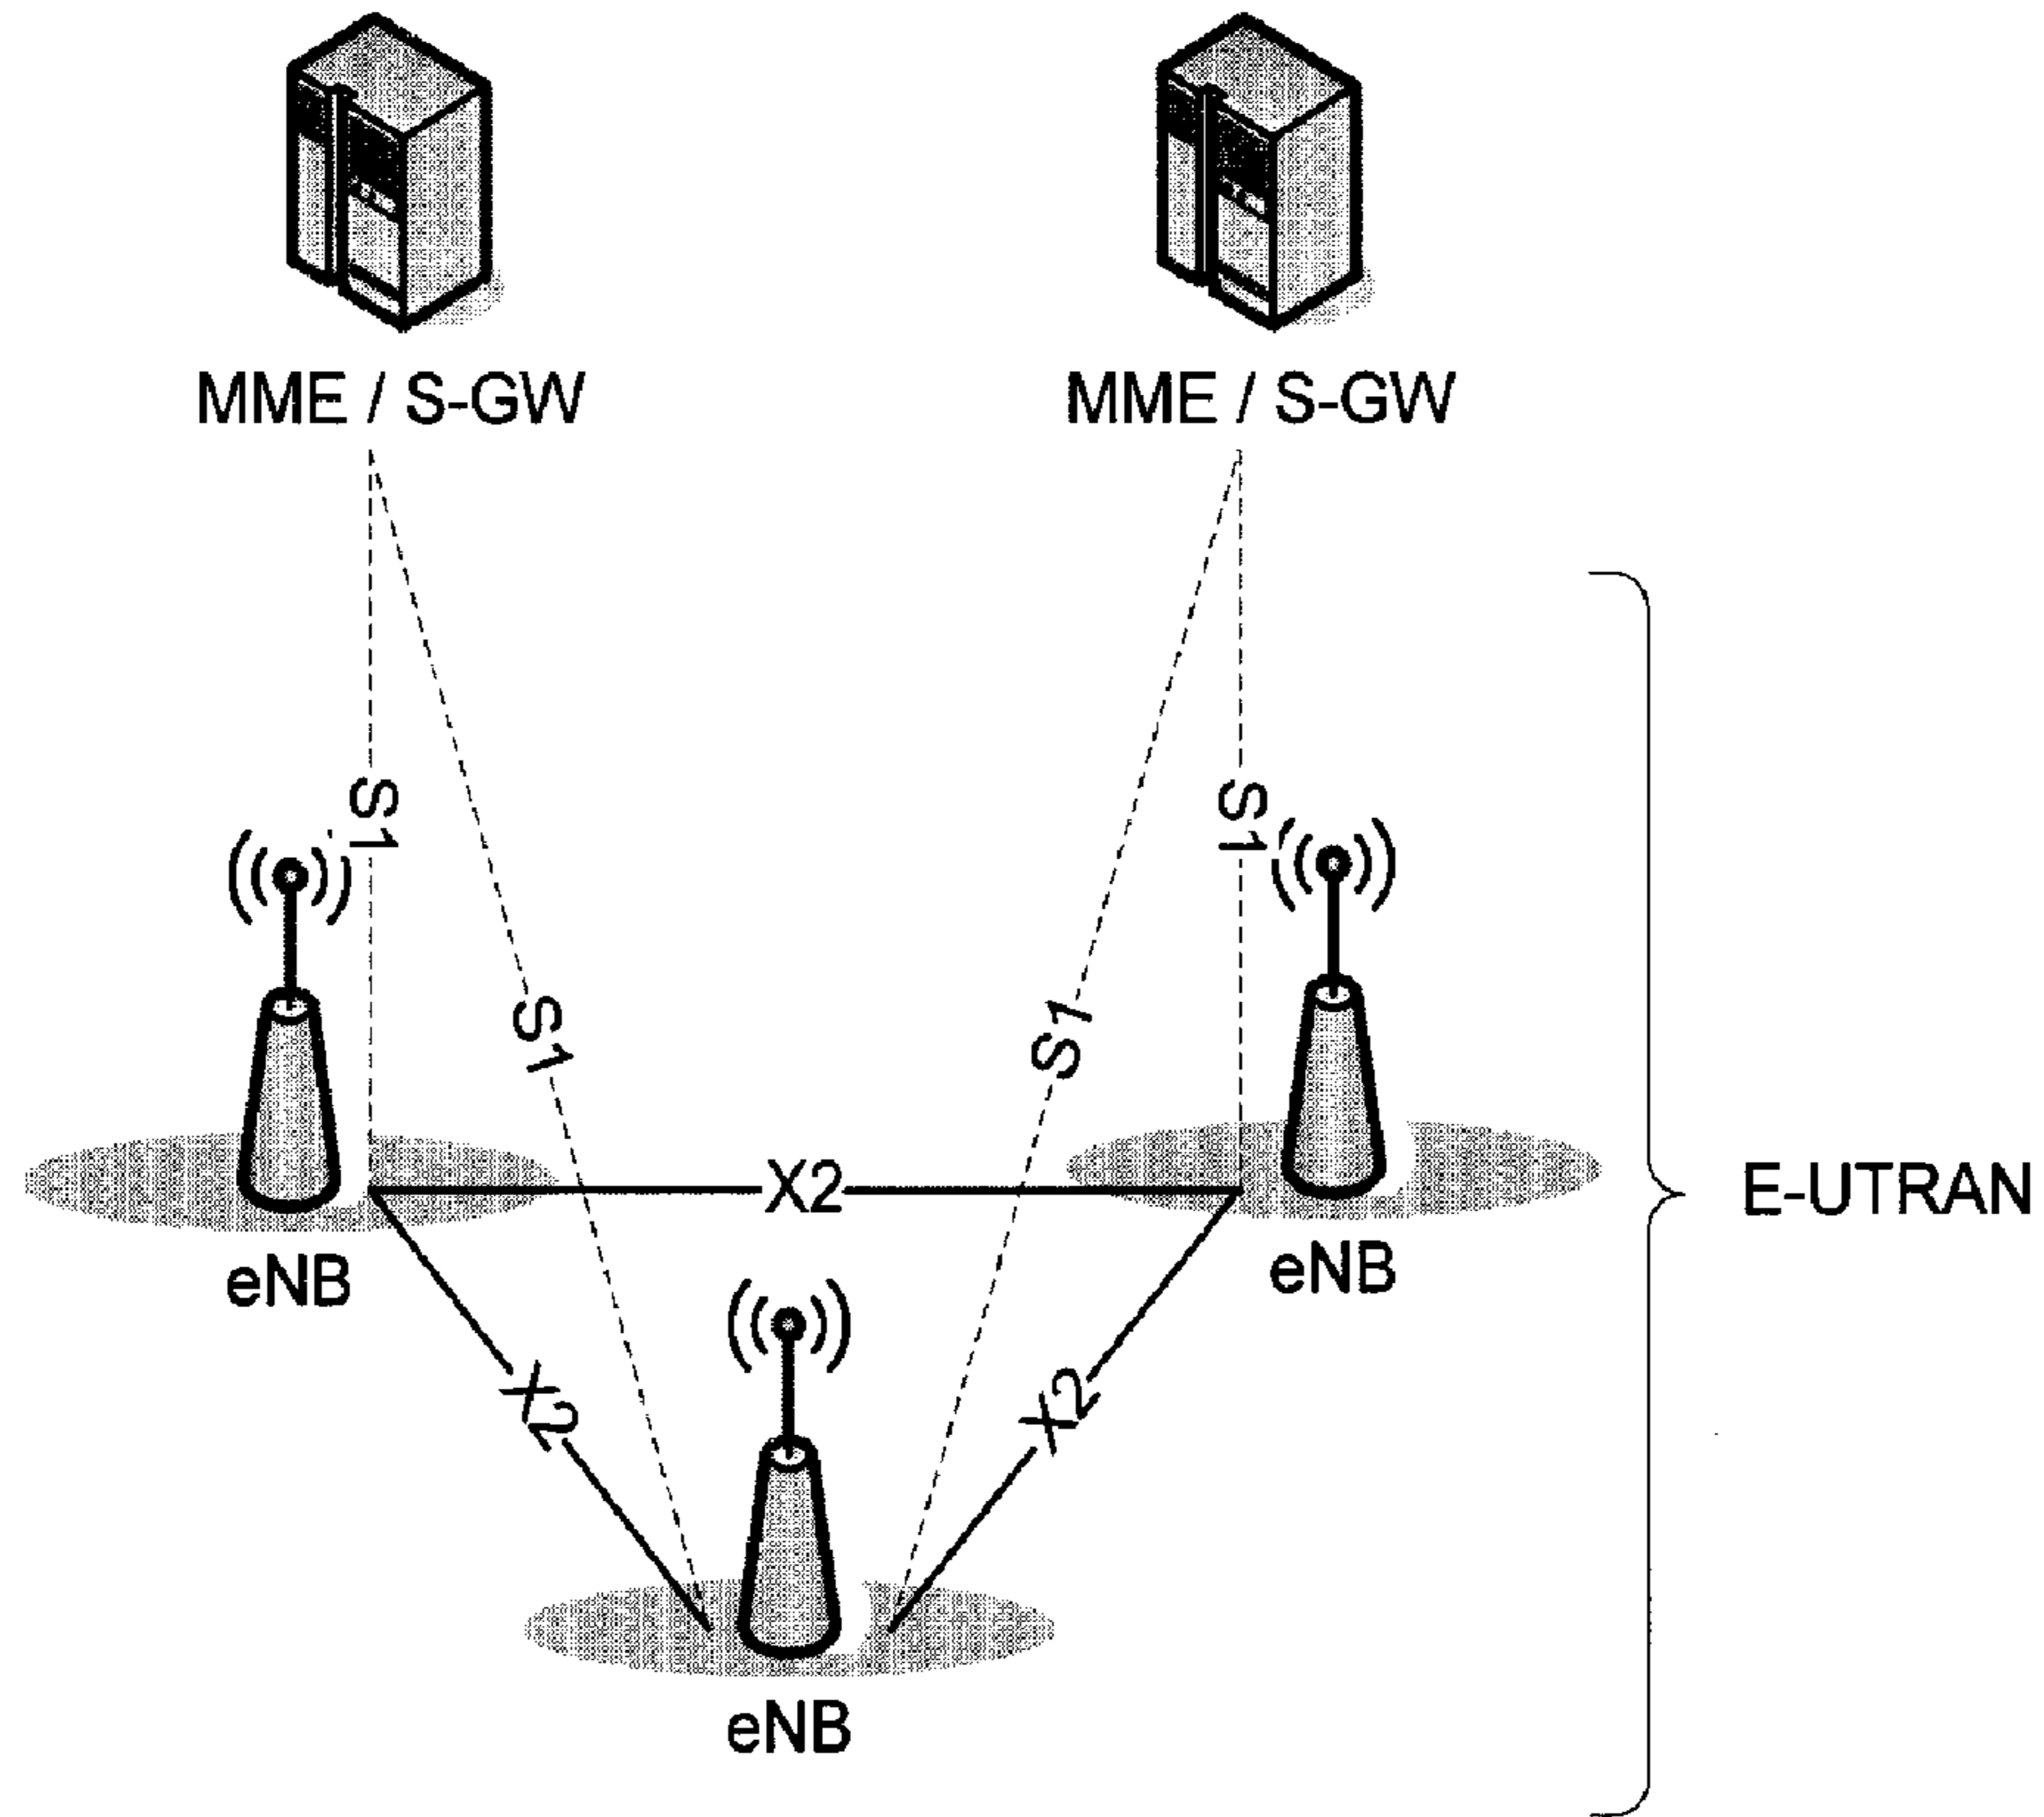 MME / S-GW
MME / S-GW
S1
S1
S1
S1
X2
E-UTRAN
eNB
eNB
X2
X2
eNB